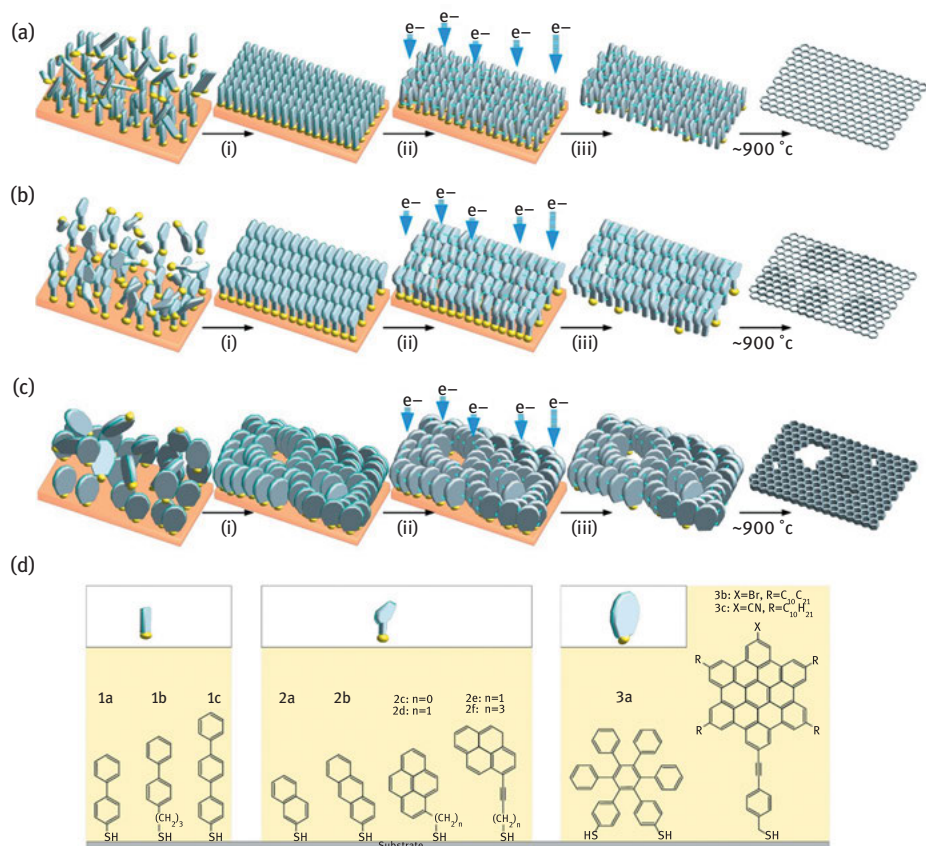 (a)
e− e− e− e− e−
(i) (ii) (iii) ~900 ˚c
(b)
e− e− e− e− e−
(i) (ii) (iii) ~900 ˚c
(c)
e− e− e− e− e−
(i) (ii) (iii) ~900 ˚c
(d)
3b: X=Br, R=C₁₀C₂₁
3c: X=CN, R=C₁₀H₂₁
X
1a 1b 1c
2a 2b
2c: n=0
2d: n=1
2e: n=1
2f: n=3
3a
R R
R R
(CH₂)₃
(CH₂)ₙ
(CH₂)ₙ
SH SH SH
SH SH SH SH
HS SH SH
Substrate